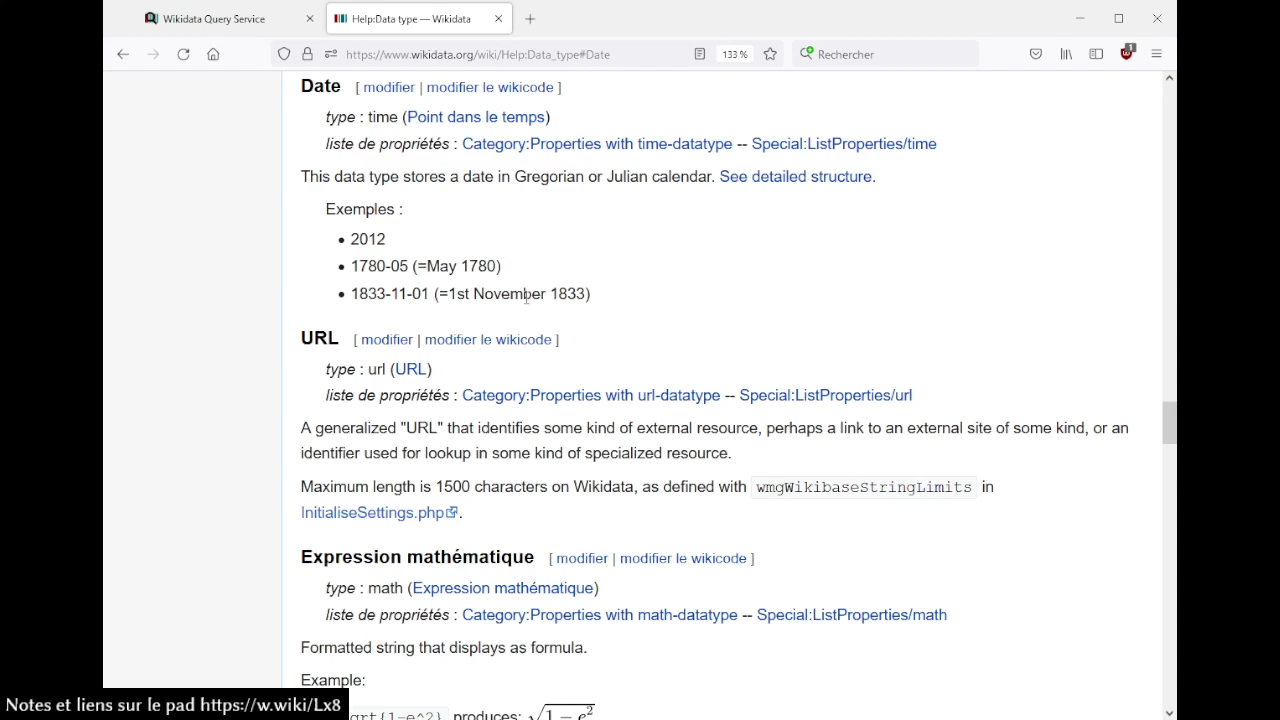 Wikidata Query Service
Help:Data type — Wikidata
https://www.wikidata.org/wiki/Help:Data_type#Date
133 %
Rechercher
1
Date [ modifier | modifier le wikicode ]
type : time (Point dans le temps)
liste de propriétés : Category:Properties with time-datatype -- Special:ListProperties/time
This data type stores a date in Gregorian or Julian calendar. See detailed structure.
Exemples :
• 2012
• 1780-05 (=May 1780)
• 1833-11-01 (=1st November 1833)
URL [ modifier | modifier le wikicode ]
type : url (URL)
liste de propriétés : Category:Properties with url-datatype -- Special:ListProperties/url
A generalized "URL" that identifies some kind of external resource, perhaps a link to an external site of some kind, or an
identifier used for lookup in some kind of specialized resource.
Maximum length is 1500 characters on Wikidata, as defined with wmgWikibaseStringLimits in
InitialiseSettings.php.
Expression mathématique [ modifier | modifier le wikicode ]
type : math (Expression mathématique)
liste de propriétés : Category:Properties with math-datatype -- Special:ListProperties/math
Formatted string that displays as formula.
Example:
Notes et liens sur le pad https://w.wiki/Lx8
qrt{1-e^2} produces: √1 − e²